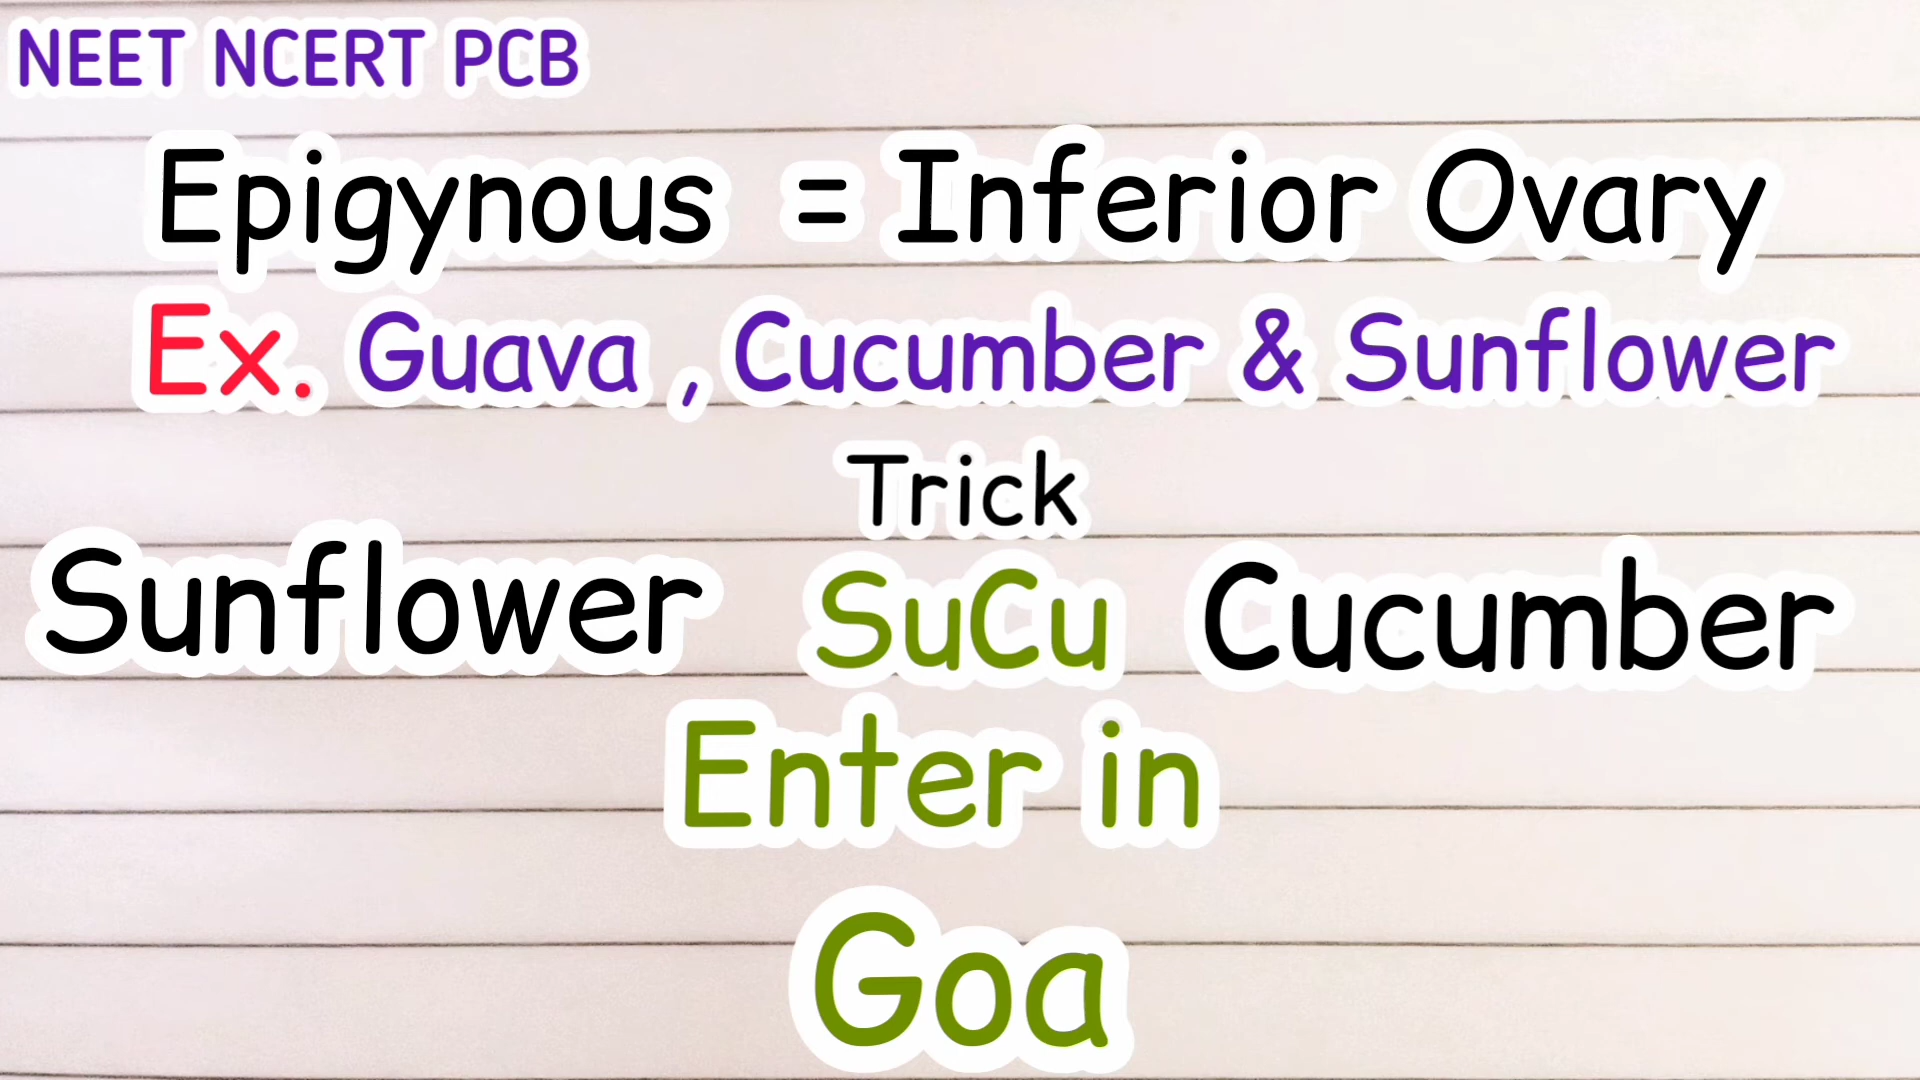 NEET NCERT PCB
Epigynous = Inferior Ovary
Ex. Guava , Cucumber & Sunflower
Trick
Sunflower SuCu Cucumber
Enter in
Goa